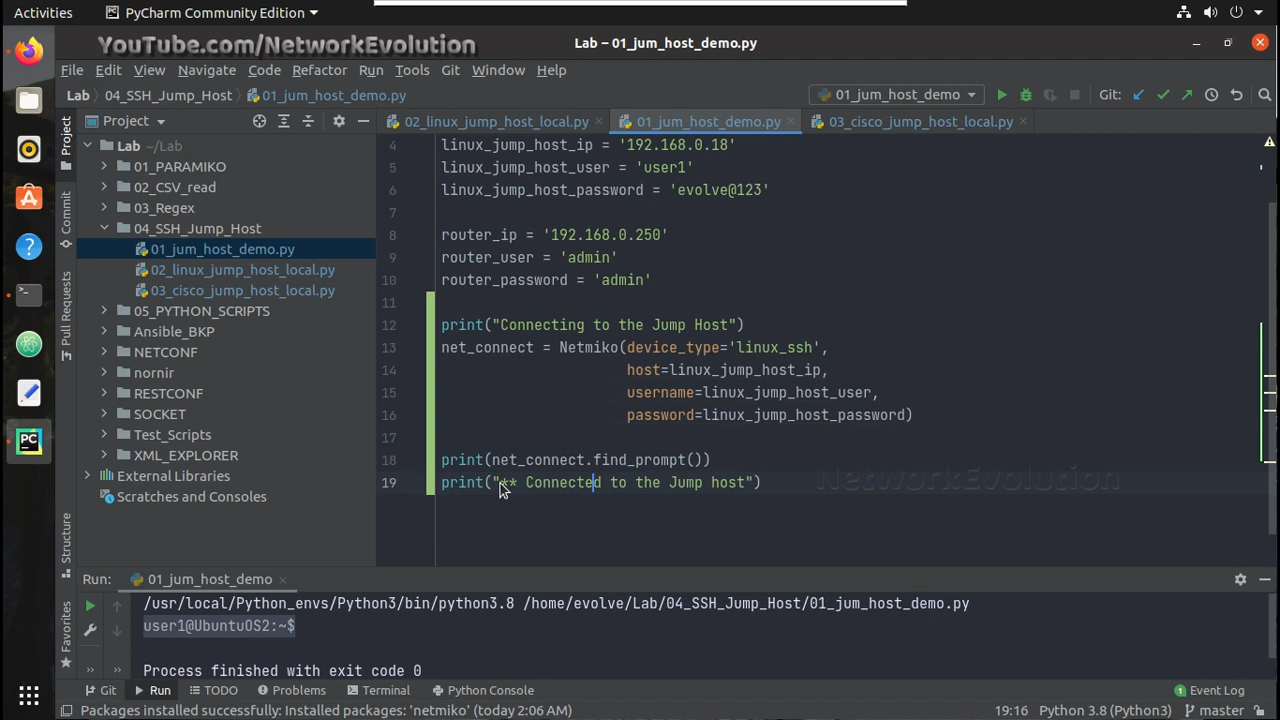 Activities
PyCharm Community Edition
YouTube.com/NetworkEvolution
Lab – 01_jum_host_demo.py
File Edit View Navigate Code Refactor Run Tools Git Window Help
Lab 04_SSH_Jump_Host 01_jum_host_demo.py
01_jum_host_demo
Git:
Project
02_linux_jump_host_local.py
01_jum_host_demo.py
03_cisco_jump_host_local.py
Project
Commit
Pull Requests
Structure
Favorites
Lab ~/Lab
01_PARAMIKO
02_CSV_read
03_Regex
04_SSH_Jump_Host
01_jum_host_demo.py
02_linux_jump_host_local.py
03_cisco_jump_host_local.py
05_PYTHON_SCRIPTS
Ansible_BKP
NETCONF
nornir
RESTCONF
SOCKET
Test_Scripts
XML_EXPLORER
External Libraries
Scratches and Consoles
4 linux_jump_host_ip = '192.168.0.18'
5 linux_jump_host_user = 'user1'
6 linux_jump_host_password = 'evolve@123'
7
8 router_ip = '192.168.0.250'
9 router_user = 'admin'
10 router_password = 'admin'
11
12 print("Connecting to the Jump Host")
13 net_connect = Netmiko(device_type='linux_ssh',
14 host=linux_jump_host_ip,
15 username=linux_jump_host_user,
16 password=linux_jump_host_password)
17
18 print(net_connect.find_prompt())
19 print("** Connected to the Jump host")
NetworkEvolution
Run: 01_jum_host_demo
/usr/local/Python_envs/Python3/bin/python3.8 /home/evolve/Lab/04_SSH_Jump_Host/01_jum_host_demo.py
user1@UbuntuOS2:~$
Process finished with exit code 0
Git Run TODO Problems Terminal Python Console
1 Event Log
Packages installed successfully: Installed packages: 'netmiko' (today 2:06 AM)
19:16 Python 3.8 (Python3) master